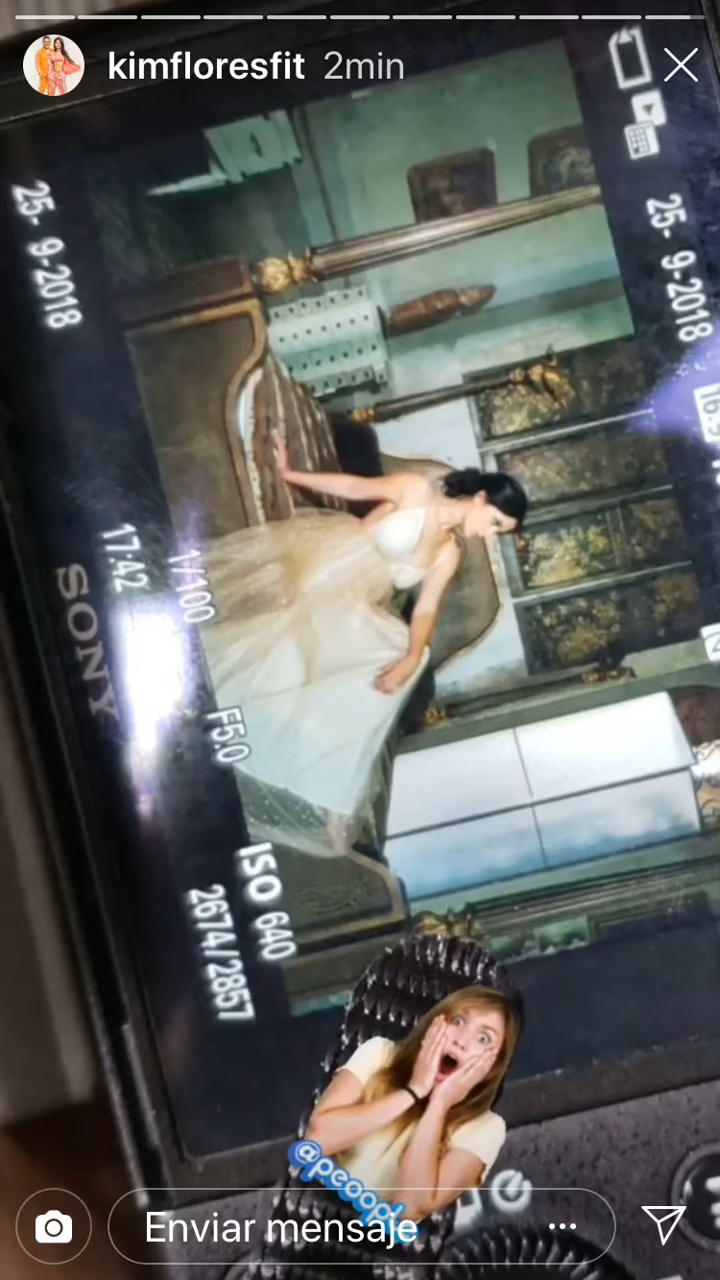 kimfloresfit 2min
25- 9-2018
25- 9-2018
17:42
1/100
F5.0
ISO 640
2674/2857
SONY
@peoopl
Enviar mensaje